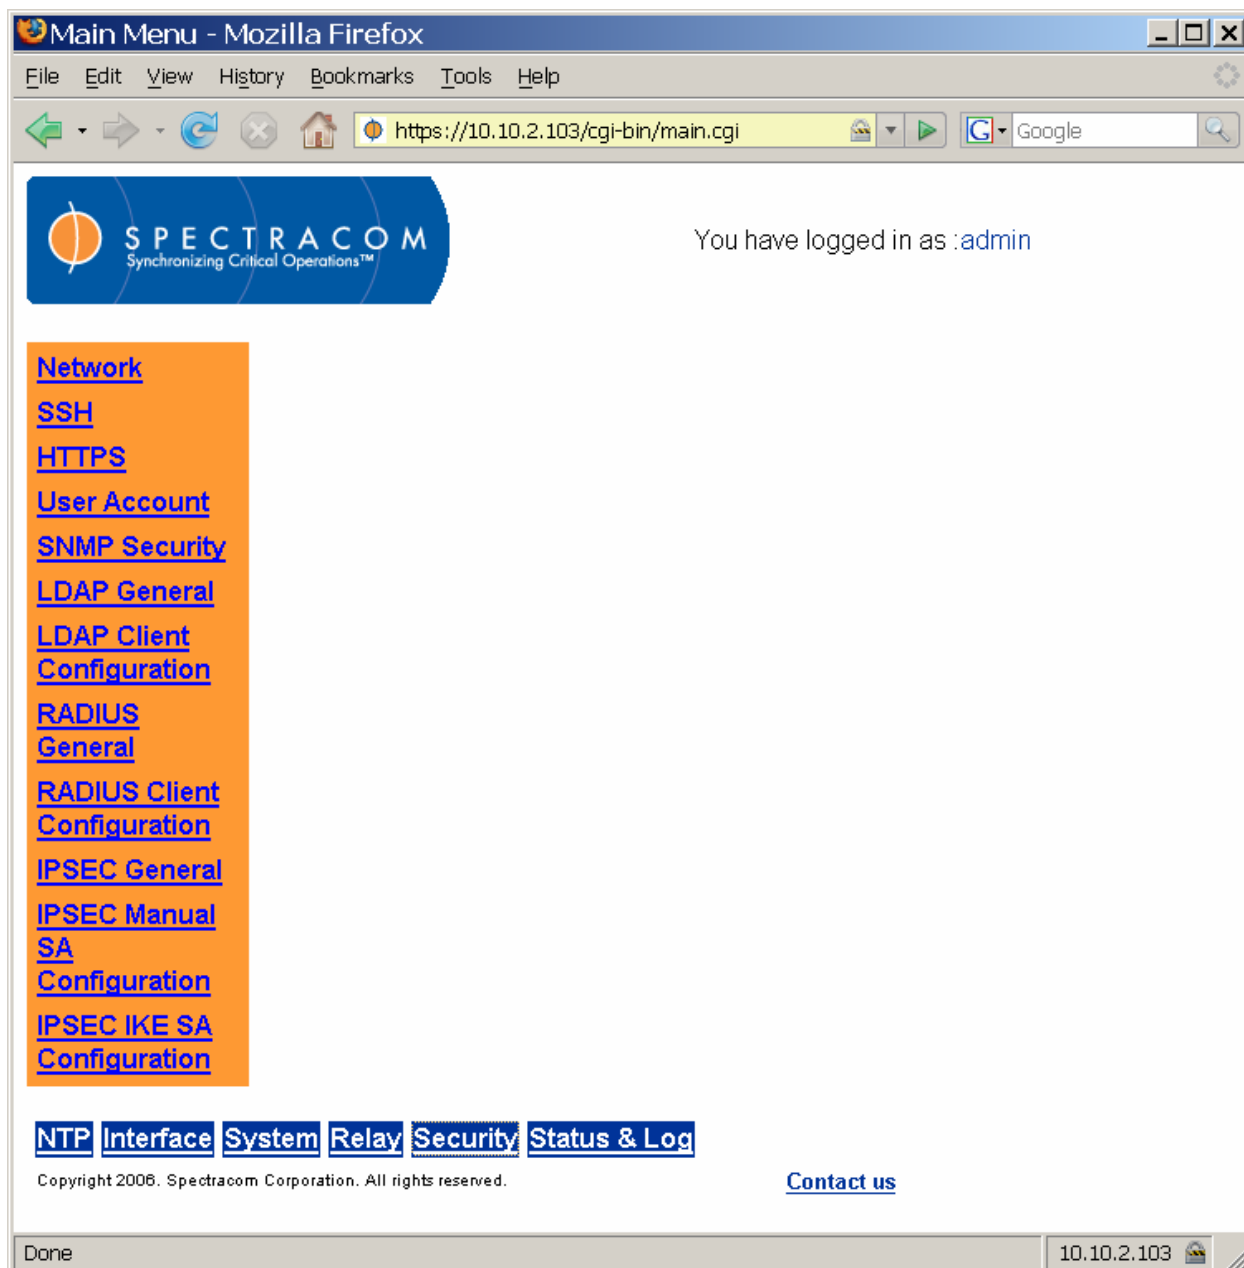 Main Menu - Mozilla Firefox
File Edit View History Bookmarks Tools Help
https://10.10.2.103/cgi-bin/main.cgi
G Google
SPECTRACOM
Synchronizing Critical Operations™
You have logged in as :admin
Network
SSH
HTTPS
User Account
SNMP Security
LDAP General
LDAP Client
Configuration
RADIUS
General
RADIUS Client
Configuration
IPSEC General
IPSEC Manual
SA
Configuration
IPSEC IKE SA
Configuration
NTP Interface System Relay Security Status & Log
Copyright 2006. Spectracom Corporation. All rights reserved.
Contact us
Done
10.10.2.103